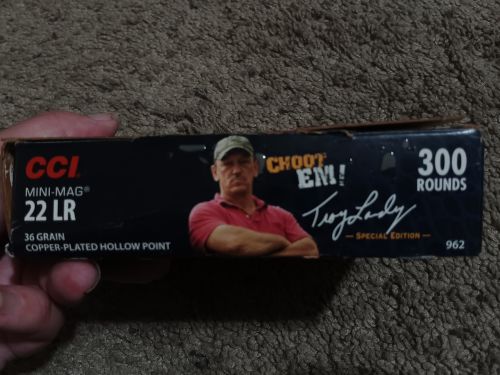 CCI
MINI-MAG®
22 LR
36 GRAIN
COPPER-PLATED HOLLOW POINT
CHOOT
EM!
Troy Landry
SPECIAL EDITION
300
ROUNDS
962